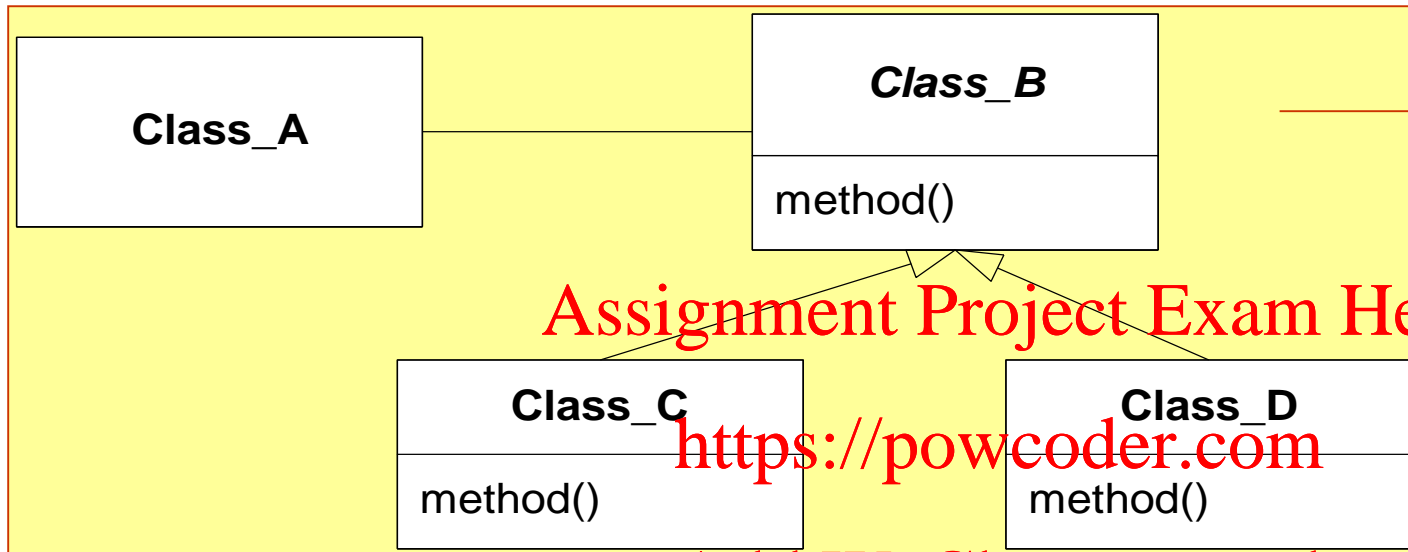 Class_A
Class_B
method()
Assignment Project Exam He
Class_C
method()
Class_D
method()
https://powcoder.com